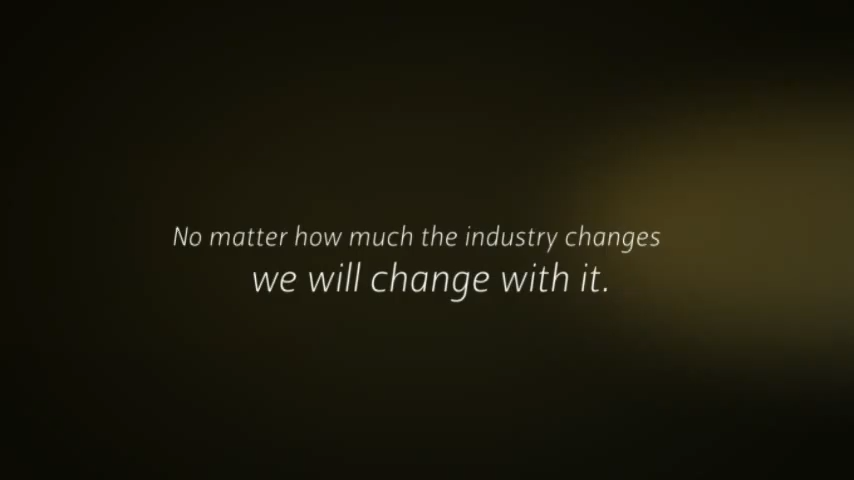 No matter how much the industry changes
we will change with it.